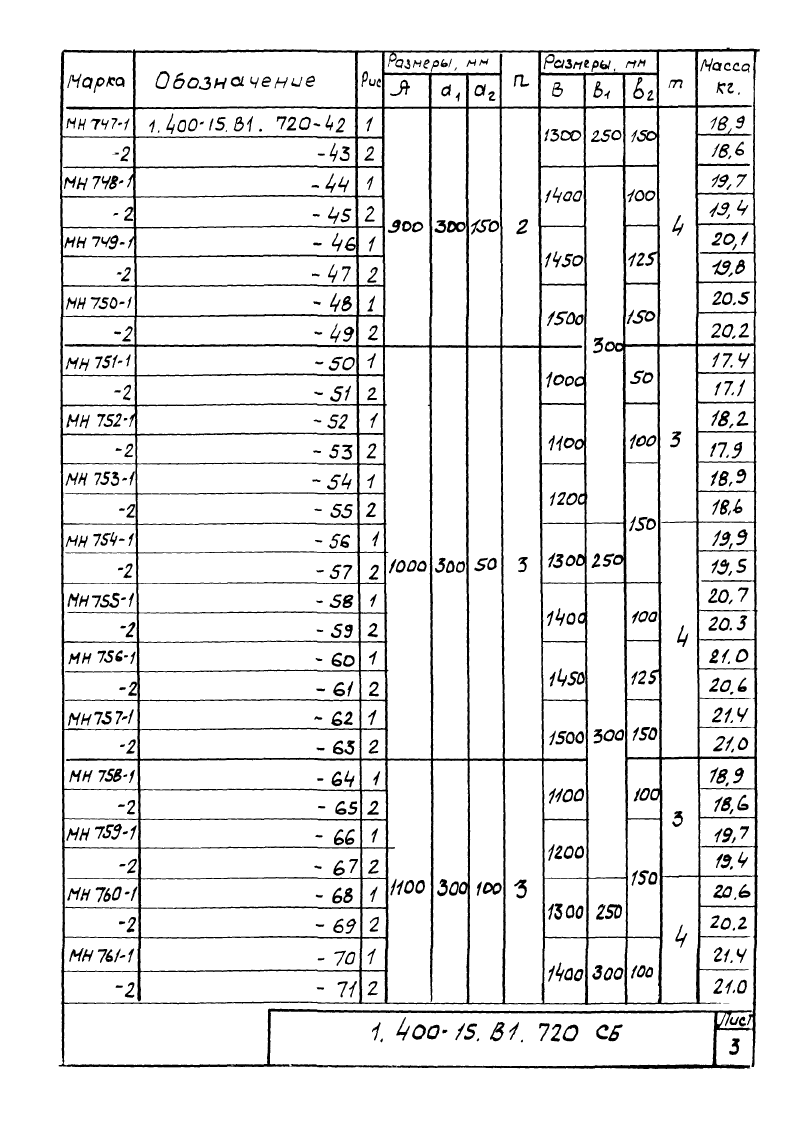 Марка Обозначение Рис Размеры, мм п Размеры, мм m Масса кг.
А а1 а2 В в1 в2
МН 747-1 1.400-15.В1. 720-42 1 900 300 150 2 1300 250 150 4 18,9
-2 -43 2 18,6
МН 748-1 -44 1 1400 300 100 19,7
-2 -45 2 19,4
МН 749-1 -46 1 1450 125 20,1
-2 -47 2 19,8
МН 750-1 -48 1 1500 150 20.5
-2 -49 2 20.2
МН 751-1 -50 1 1000 300 50 3 1000 50 3 17.4
-2 -51 2 17.1
МН 752-1 -52 1 1100 100 18,2
-2 -53 2 17.9
МН 753-1 -54 1 1200 150 18,9
-2 -55 2 18,6
МН 754-1 -56 1 1300 250 4 19,9
-2 -57 2 19,5
МН 755-1 -58 1 1400 300 100 20,7
-2 -59 2 20.3
МН 756-1 -60 1 1450 125 21.0
-2 -61 2 20,6
МН 757-1 -62 1 1500 150 21.4
-2 -63 2 21,0
МН 758-1 -64 1 1100 300 100 3 1100 100 3 18,9
-2 -65 2 18,6
МН 759-1 -66 1 1200 150 19,7
-2 -67 2 19.4
МН 760-1 -68 1 1300 250 4 20.6
-2 -69 2 20.2
МН 761-1 -70 1 1400 300 100 21.4
-2 -71 2 21.0
1. 400-15. В1. 720 СБ
Лист
3